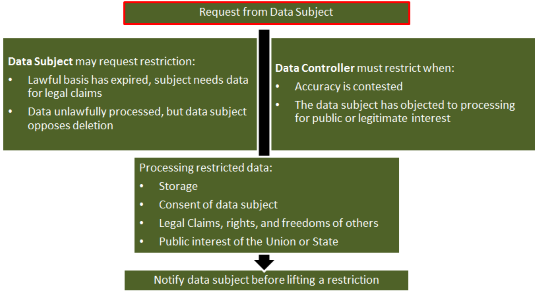 Request from Data Subject
Data Subject may request restriction:
• Lawful basis has expired, subject needs data
for legal claims
• Data unlawfully processed, but data subject
opposes deletion
Data Controller must restrict when:
• Accuracy is contested
• The data subject has objected to processing
for public or legitimate interest
Processing restricted data:
• Storage
• Consent of data subject
• Legal Claims, rights, and freedoms of others
• Public interest of the Union or State
Notify data subject before lifting a restriction